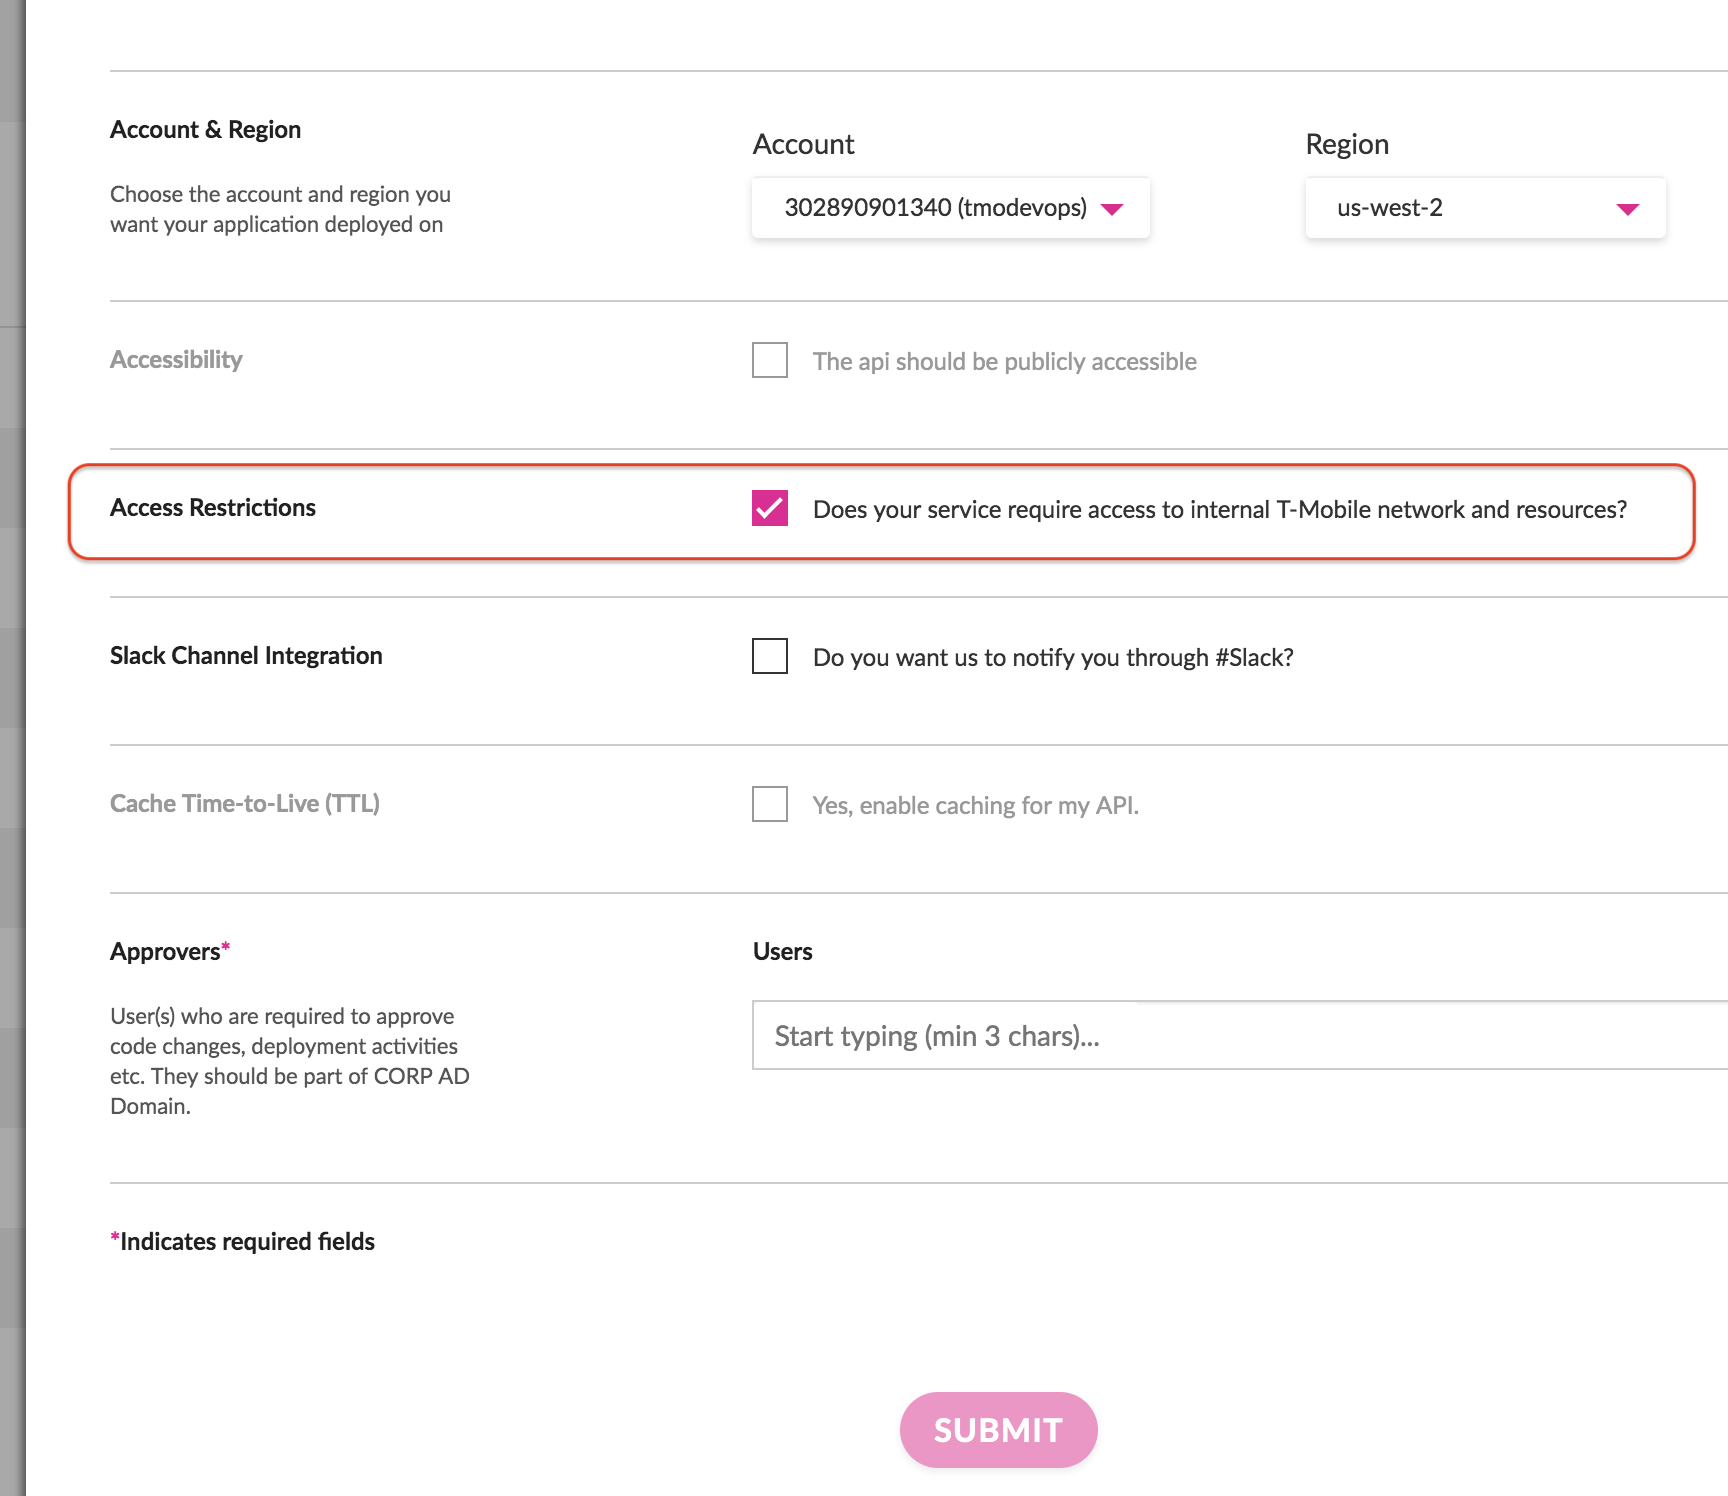 Account & Region
Choose the account and region you
want your application deployed on
Account
302890901340 (tmodevops)
Region
us-west-2
Accessibility
The api should be publicly accessible
Access Restrictions
Does your service require access to internal T-Mobile network and resources?
Slack Channel Integration
Do you want us to notify you through #Slack?
Cache Time-to-Live (TTL)
Yes, enable caching for my API.
Approvers*
User(s) who are required to approve
code changes, deployment activities
etc. They should be part of CORP AD
Domain.
Users
Start typing (min 3 chars)...
*Indicates required fields
SUBMIT